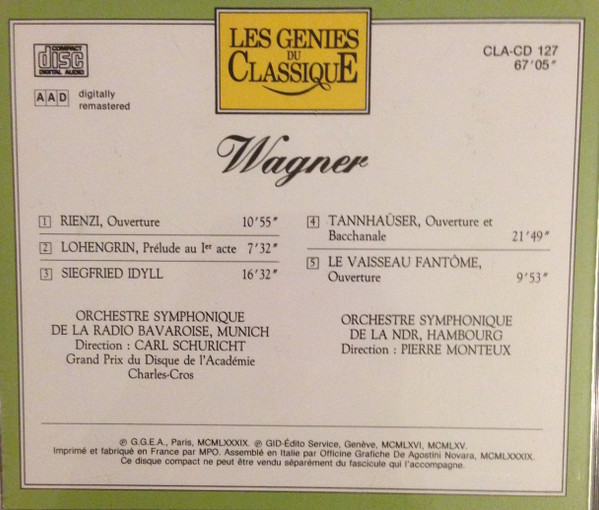 COMPACT
disc
DIGITAL AUDIO
AAD digitally
remastered
LES GENIES
DU
CLASSIQUE
CLA-CD 127
67'05"
Wagner
1 RIENZI, Ouverture 10'55"
2 LOHENGRIN, Prélude au Ier acte 7'32"
3 SIEGFRIED IDYLL 16'32"
ORCHESTRE SYMPHONIQUE
DE LA RADIO BAVAROISE, MUNICH
Direction : CARL SCHURICHT
Grand Prix du Disque de l'Académie
Charles-Cros
4 TANNHAÜSER, Ouverture et
Bacchanale 21'49"
5 LE VAISSEAU FANTÔME,
Ouverture 9'53"
ORCHESTRE SYMPHONIQUE
DE LA NDR, HAMBOURG
Direction : PIERRE MONTEUX
℗ G.G.E.A., Paris, MCMLXXXIX. ℗ GID-Édito Service, Genève, MCMLXVI, MCMLXV.
Imprimé et fabriqué en France par MPO. Assemblé en Italie par Officine Grafiche De Agostini Novara, MCMLXXXIX.
Ce disque compact ne peut être vendu séparément du fascicule qui l'accompagne.